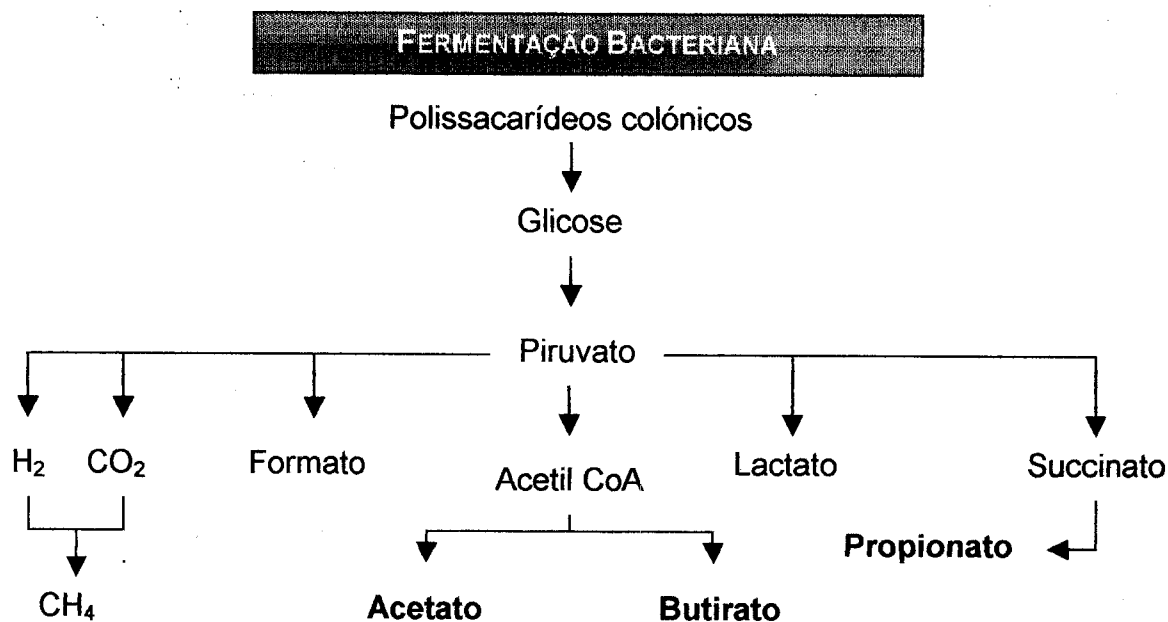 FERMENTAÇÃO BACTERIANA
Polissacarídeos colónicos
Glicose
Piruvato
H₂ CO₂ Formato Acetil CoA Lactato Succinato
Propionato
CH₄ Acetato Butirato